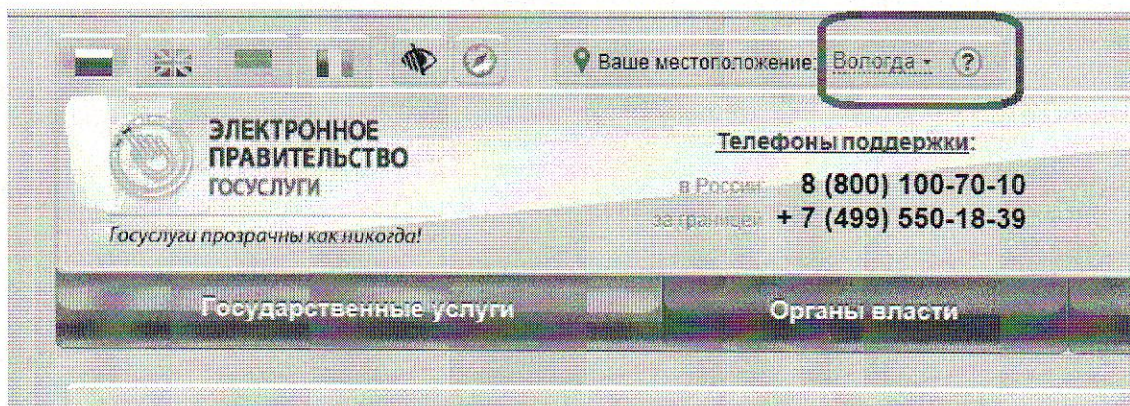 Ваше местоположение: Вологда ?
ЭЛЕКТРОННОЕ
ПРАВИТЕЛЬСТВО
ГОСУСЛУГИ
Госуслуги прозрачны как никогда!
Телефоны поддержки:
в России: 8 (800) 100-70-10
за границей + 7 (499) 550-18-39
Государственные услуги
Органы власти